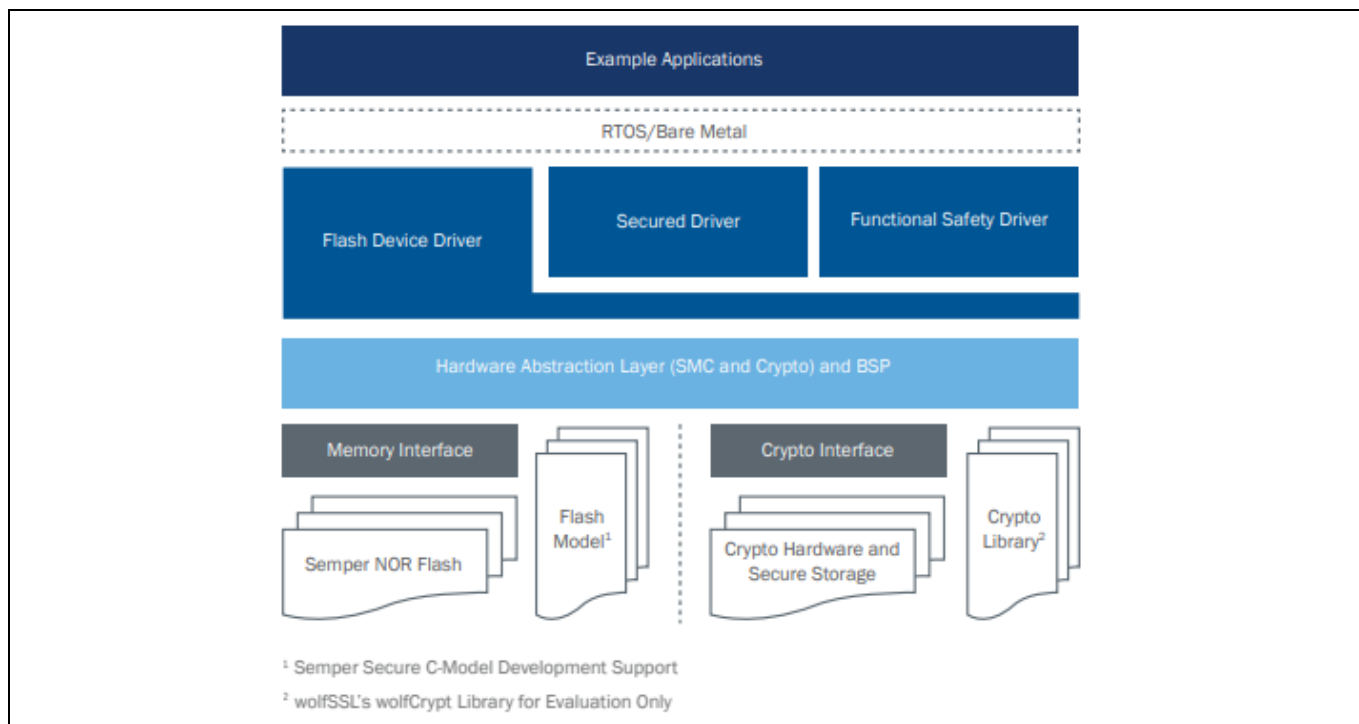 Example Applications
RTOS/Bare Metal
Flash Device Driver
Secured Driver
Functional Safety Driver
Hardware Abstraction Layer (SMC and Crypto) and BSP
Memory Interface
Semper NOR Flash
Flash
Model¹
Crypto Interface
Crypto Hardware and
Secure Storage
Crypto
Library²
¹ Semper Secure C-Model Development Support
² wolfSSL's wolfCrypt Library for Evaluation Only